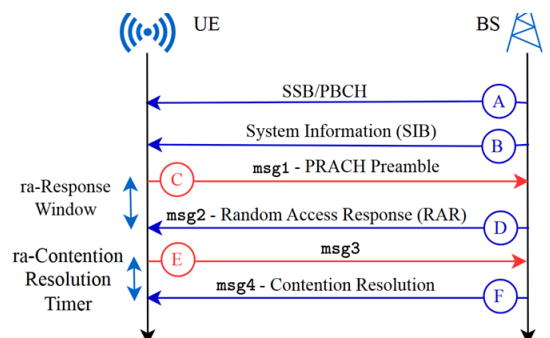 UE
BS
SSB/PBCH
A
System Information (SIB)
B
C
msg1 - PRACH Preamble
ra-Response
Window
msg2 - Random Access Response (RAR)
D
ra-Contention
Resolution
Timer
E
msg3
msg4 - Contention Resolution
F